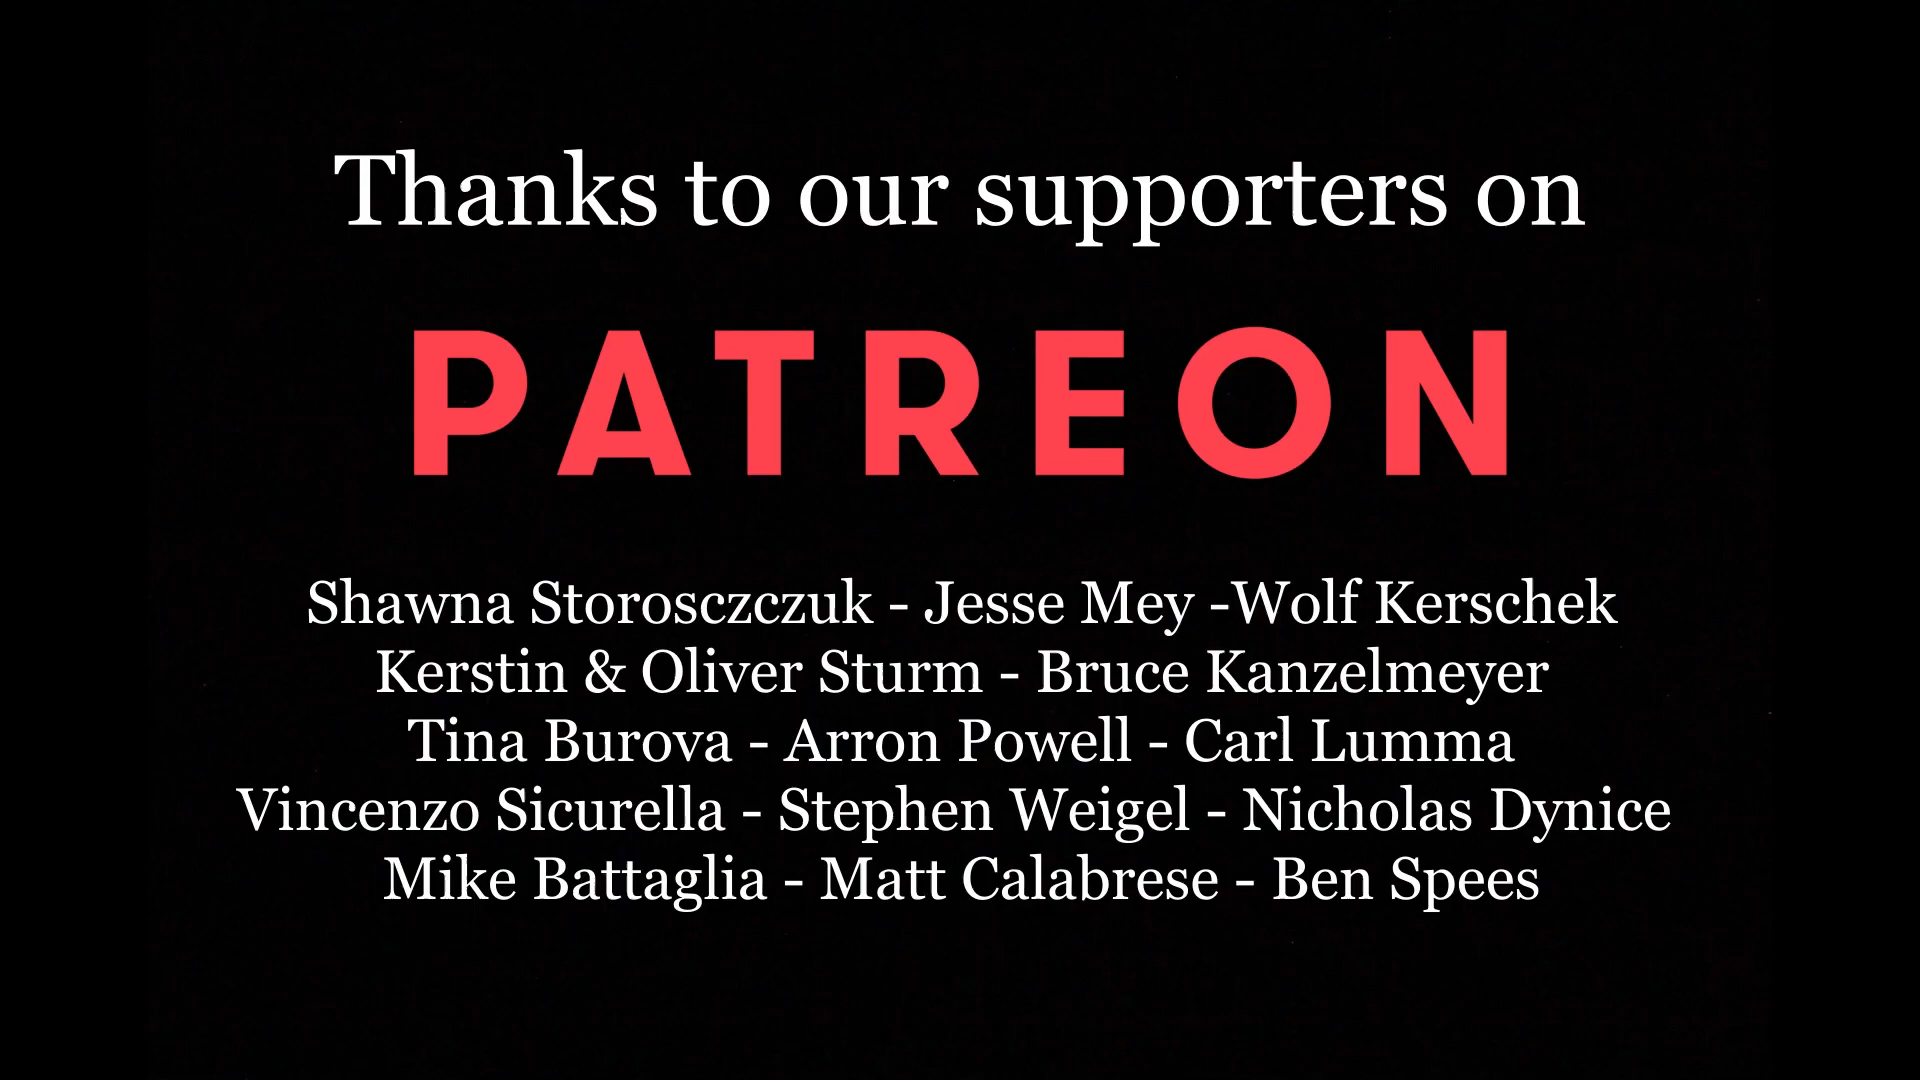 Thanks to our supporters on
PATREON
Shawna Storosczczuk - Jesse Mey -Wolf Kerschek
Kerstin & Oliver Sturm - Bruce Kanzelmeyer
Tina Burova - Arron Powell - Carl Lumma
Vincenzo Sicurella - Stephen Weigel - Nicholas Dynice
Mike Battaglia - Matt Calabrese - Ben Spees